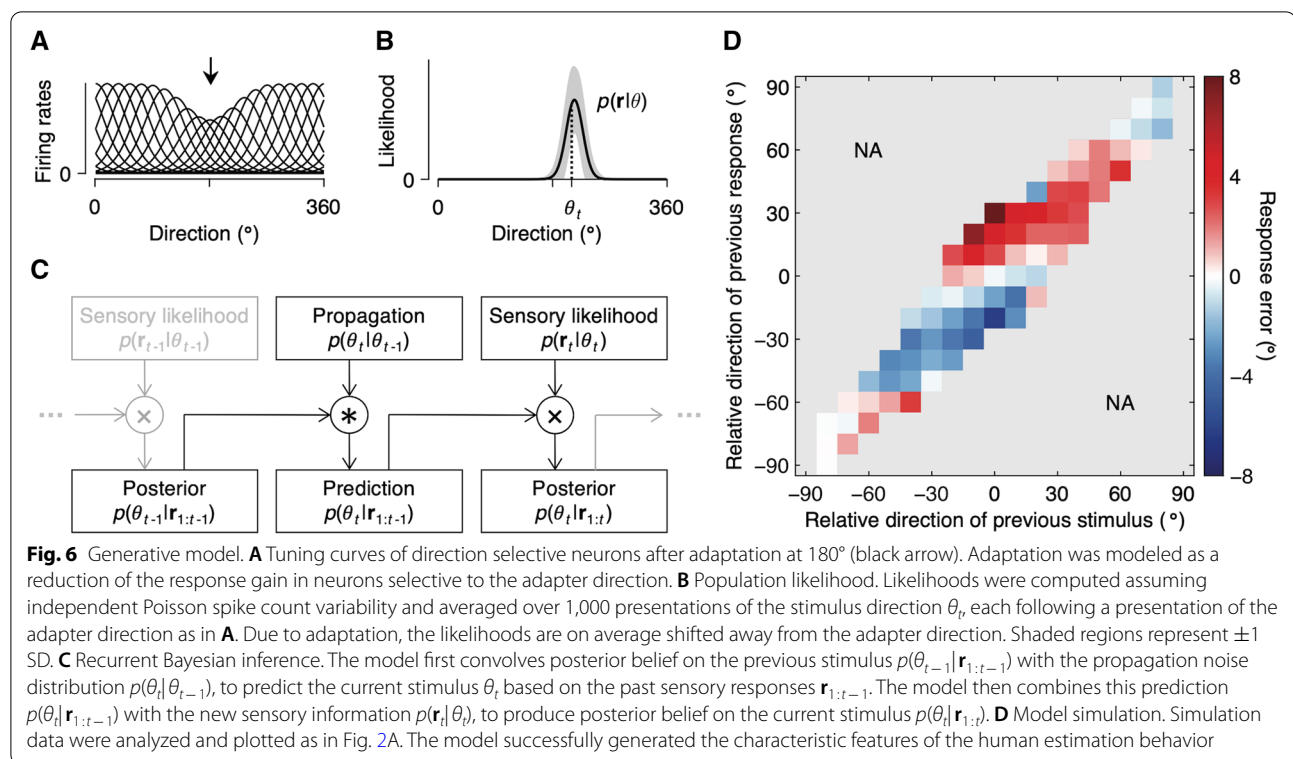 A
Firing rates
0
0
360
Direction (°)
B
Likelihood
p(r|θ)
0
0
θt
360
Direction (°)
C
Sensory likelihood
p(rt-1|θt-1)
Propagation
p(θt|θt-1)
Sensory likelihood
p(rt|θt)
×
*
×
Posterior
p(θt-1|r1:t-1)
Prediction
p(θt|r1:t-1)
Posterior
p(θt|r1:t)
D
Relative direction of previous response (°)
90
60
30
0
−30
−60
−90
NA
NA
−90
−60
−30
0
30
60
90
Relative direction of previous stimulus (°)
8
4
0
−4
−8
Response error (°)
Fig. 6 Generative model. A Tuning curves of direction selective neurons after adaptation at 180° (black arrow). Adaptation was modeled as a
reduction of the response gain in neurons selective to the adapter direction. B Population likelihood. Likelihoods were computed assuming
independent Poisson spike count variability and averaged over 1,000 presentations of the stimulus direction θt, each following a presentation of the
adapter direction as in A. Due to adaptation, the likelihoods are on average shifted away from the adapter direction. Shaded regions represent ±1
SD. C Recurrent Bayesian inference. The model first convolves posterior belief on the previous stimulus p(θt−1|r1:t−1) with the propagation noise
distribution p(θt|θt−1), to predict the current stimulus θt based on the past sensory responses r1:t−1. The model then combines this prediction
p(θt|r1:t−1) with the new sensory information p(rt|θt), to produce posterior belief on the current stimulus p(θt|r1:t). D Model simulation. Simulation
data were analyzed and plotted as in Fig. 2A. The model successfully generated the characteristic features of the human estimation behavior